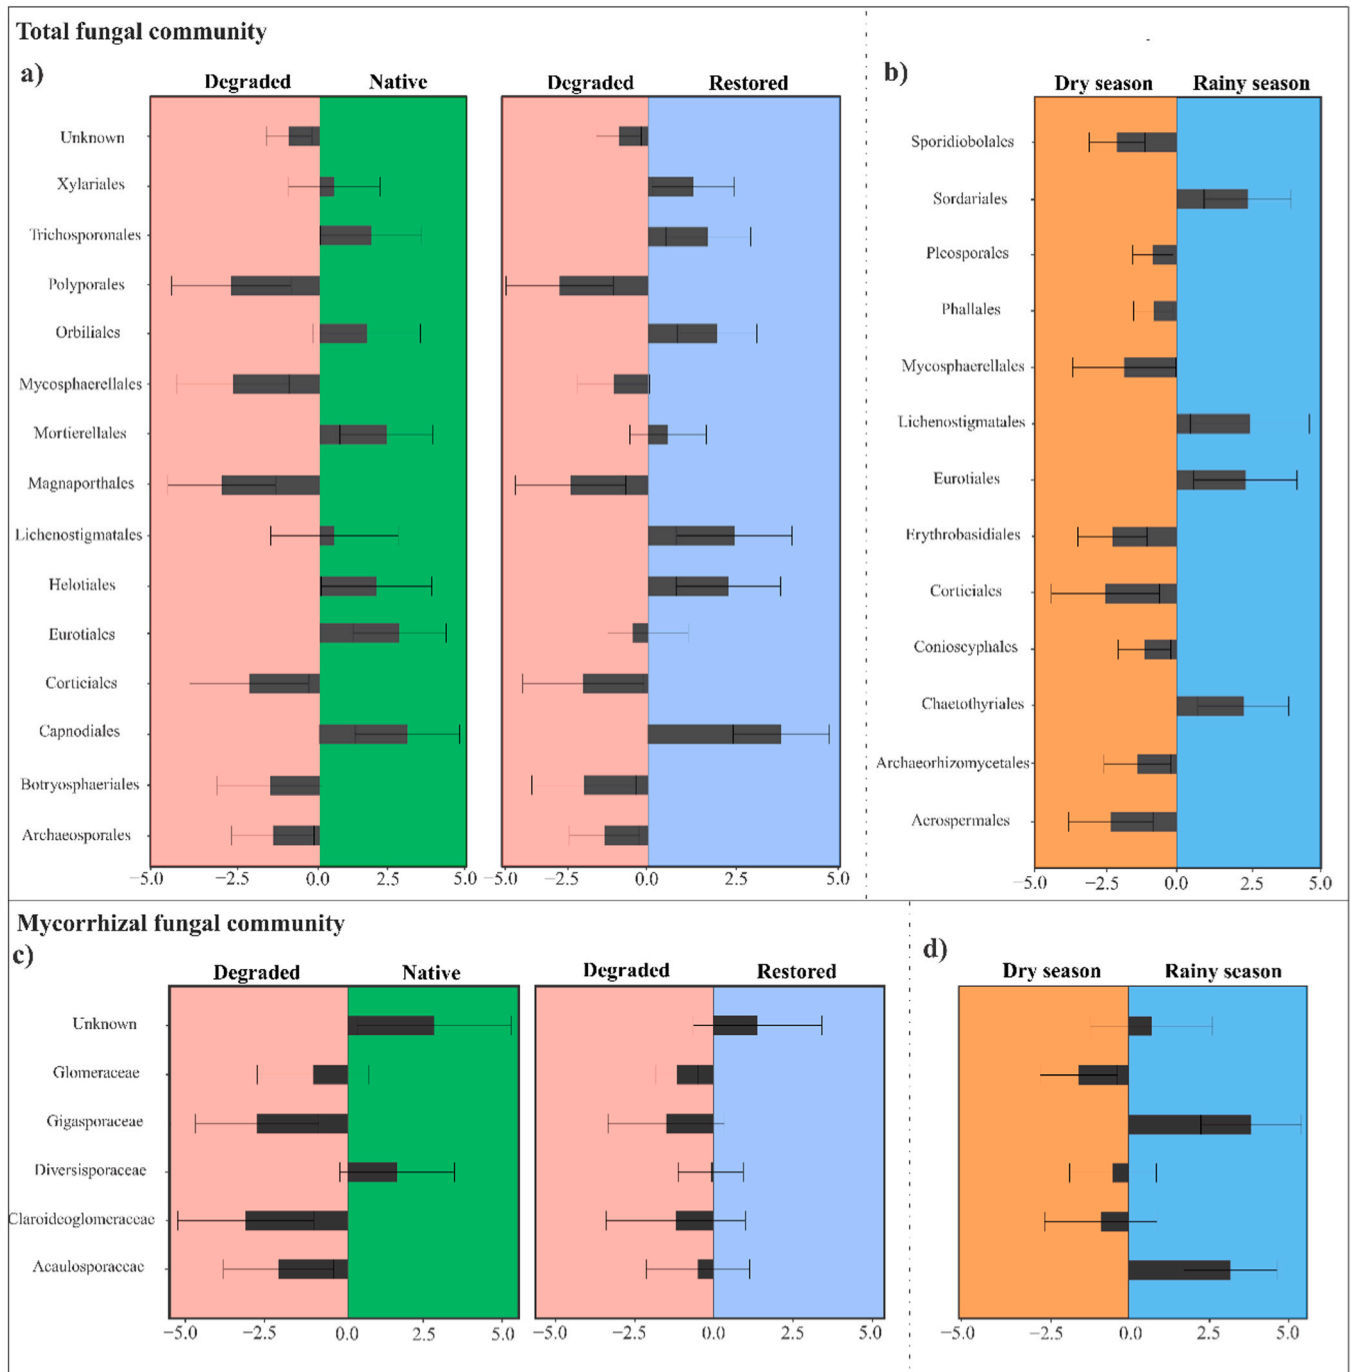 Total fungal community
a)
Degraded Native
Degraded Restored
b)
Dry season Rainy season
Unknown
Xylariales
Trichosporonales
Polyporales
Orbiliales
Mycosphaerellales
Mortierellales
Magnaporthales
Lichenostigmatales
Helotiales
Eurotiales
Corticiales
Capnodiales
Botryosphaeriales
Archaeosporales
−5.0 −2.5 0.0 2.5 5.0
−5.0 −2.5 0.0 2.5 5.0
Sporidiobolales
Sordariales
Pleosporales
Phallales
Mycosphaerellales
Lichenostigmatales
Eurotiales
Erythrobasidiales
Corticiales
Conioscyphales
Chaetothyriales
Archaeorhizomycetales
Acrospermales
−5.0 −2.5 0.0 2.5 5.0
Mycorrhizal fungal community
c)
Degraded Native
Degraded Restored
d)
Dry season Rainy season
Unknown
Glomeraceae
Gigasporaceae
Diversisporaceae
Claroideoglomeraceae
Acaulosporaceae
−5.0 −2.5 0.0 2.5 5.0
−5.0 −2.5 0.0 2.5 5.0
−5.0 −2.5 0.0 2.5 5.0